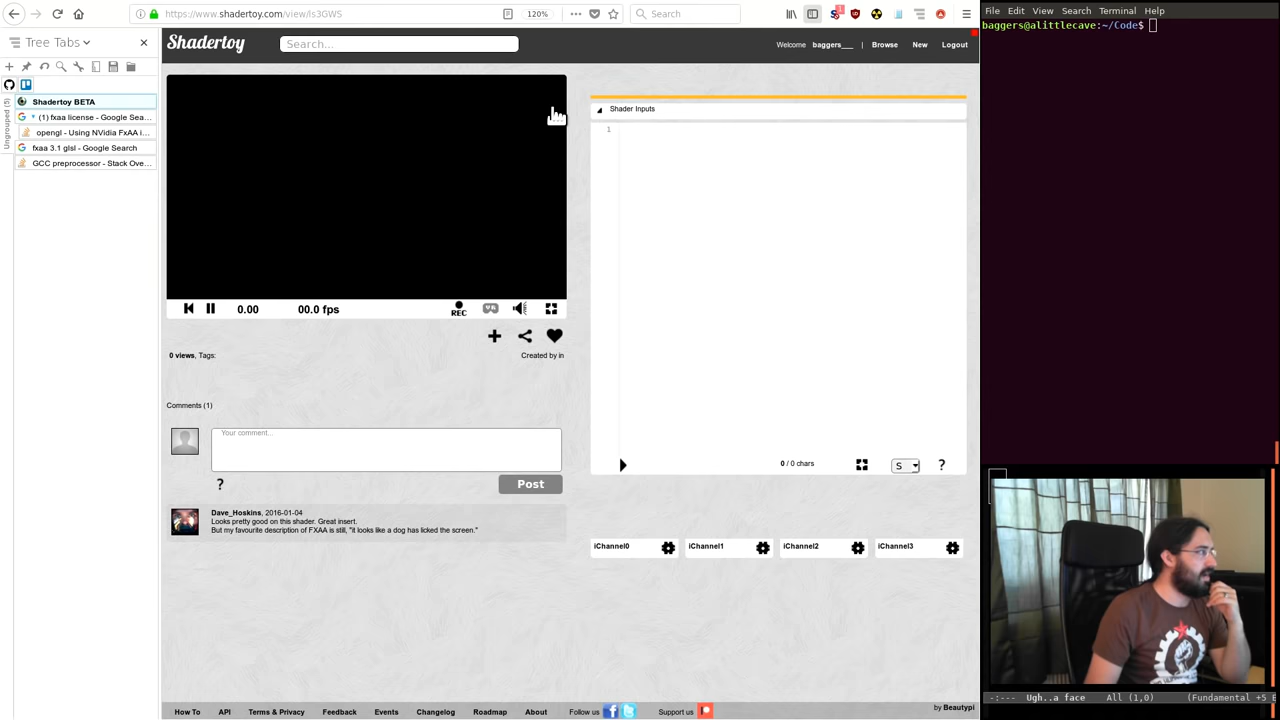 https://www.shadertoy.com/view/ls3GWS
120%
Search
File Edit View Search Terminal Help
baggers@alittlecave:~/Code$
Tree Tabs
Shadertoy
Search...
Welcome baggers___ | Browse New Logout
Ungrouped (5)
Shadertoy BETA
(1) fxaa license - Google Sea...
opengl - Using NVidia FxAA i...
fxaa 3.1 glsl - Google Search
GCC preprocessor - Stack Ove...
Shader Inputs
1
0.00 00.0 fps
REC
0 views, Tags:
Created by in
Comments (1)
Your comment...
?
Post
Dave_Hoskins, 2016-01-04
Looks pretty good on this shader. Great insert.
But my favourite description of FXAA is still, "it looks like a dog has licked the screen."
0 / 0 chars
S
?
iChannel0
iChannel1
iChannel2
iChannel3
-:--- Ugh..a face All (1,0) (Fundamental +5
How To API Terms & Privacy Feedback Events Changelog Roadmap About Follow us Support us
by Beautypi